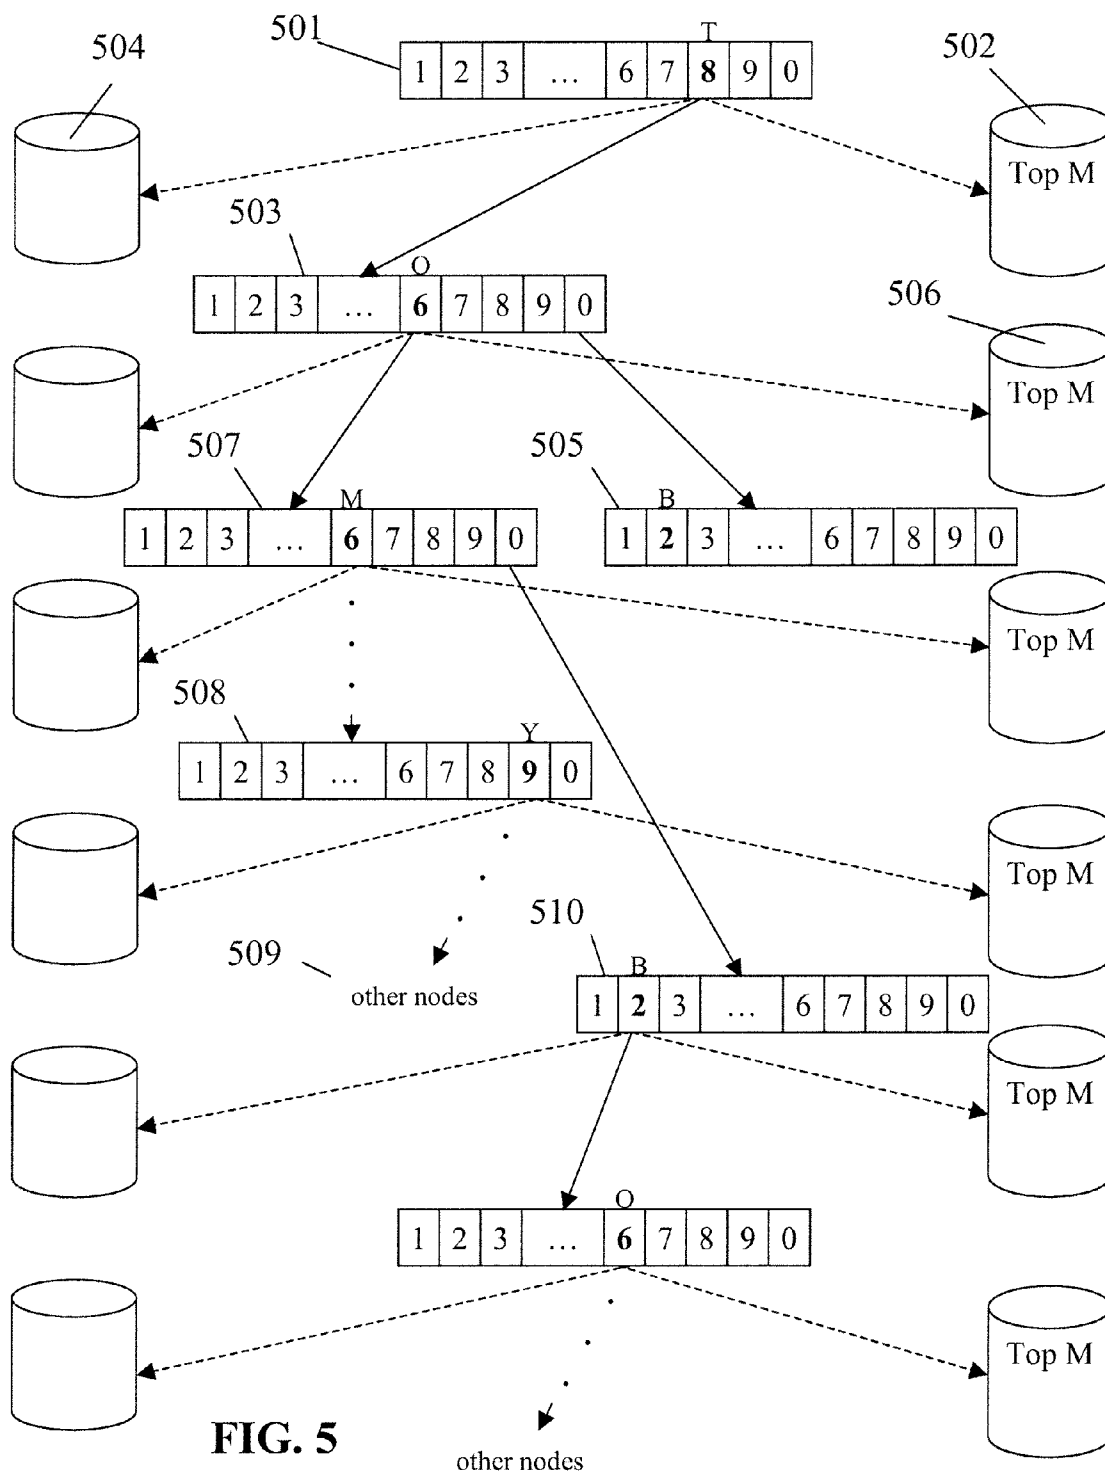 504
501
T
502
1 2 3 ... 6 7 8 9 0
Top M
503
O
506
1 2 3 ... 6 7 8 9 0
Top M
507
505
M
B
1 2 3 ... 6 7 8 9 0
1 2 3 ... 6 7 8 9 0
Top M
508
Y
1 2 3 ... 6 7 8 9 0
Top M
510
509
B
other nodes
1 2 3 ... 6 7 8 9 0
Top M
O
1 2 3 ... 6 7 8 9 0
Top M
FIG. 5
other nodes